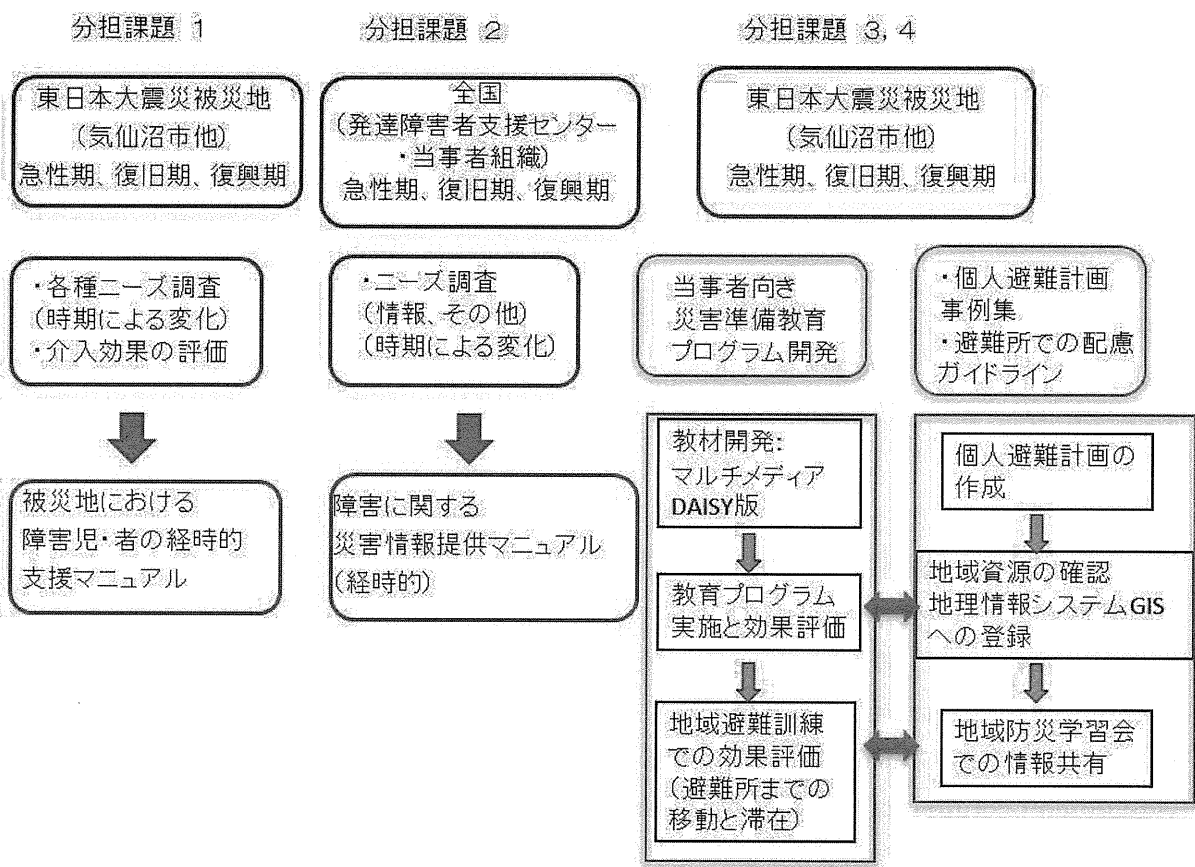 分担課題 1
分担課題 2
分担課題 3, 4
東日本大震災被災地
(気仙沼市他)
急性期、復旧期、復興期
全国
(発達障害者支援センター
・当事者組織)
急性期、復旧期、復興期
東日本大震災被災地
(気仙沼市他)
急性期、復旧期、復興期
・各種ニーズ調査
(時期による変化)
・介入効果の評価
・ニーズ調査
(情報、その他)
(時期による変化)
当事者向き
災害準備教育
プログラム開発
・個人避難計画
事例集
・避難所での配慮
ガイドライン
被災地における
障害児・者の経時的
支援マニュアル
障害に関する
災害情報提供マニュアル
(経時的)
教材開発:
マルチメディア
DAISY版
教育プログラム
実施と効果評価
地域避難訓練
での効果評価
(避難所までの
移動と滞在)
個人避難計画の
作成
地域資源の確認
地理情報システムGIS
への登録
地域防災学習会
での情報共有